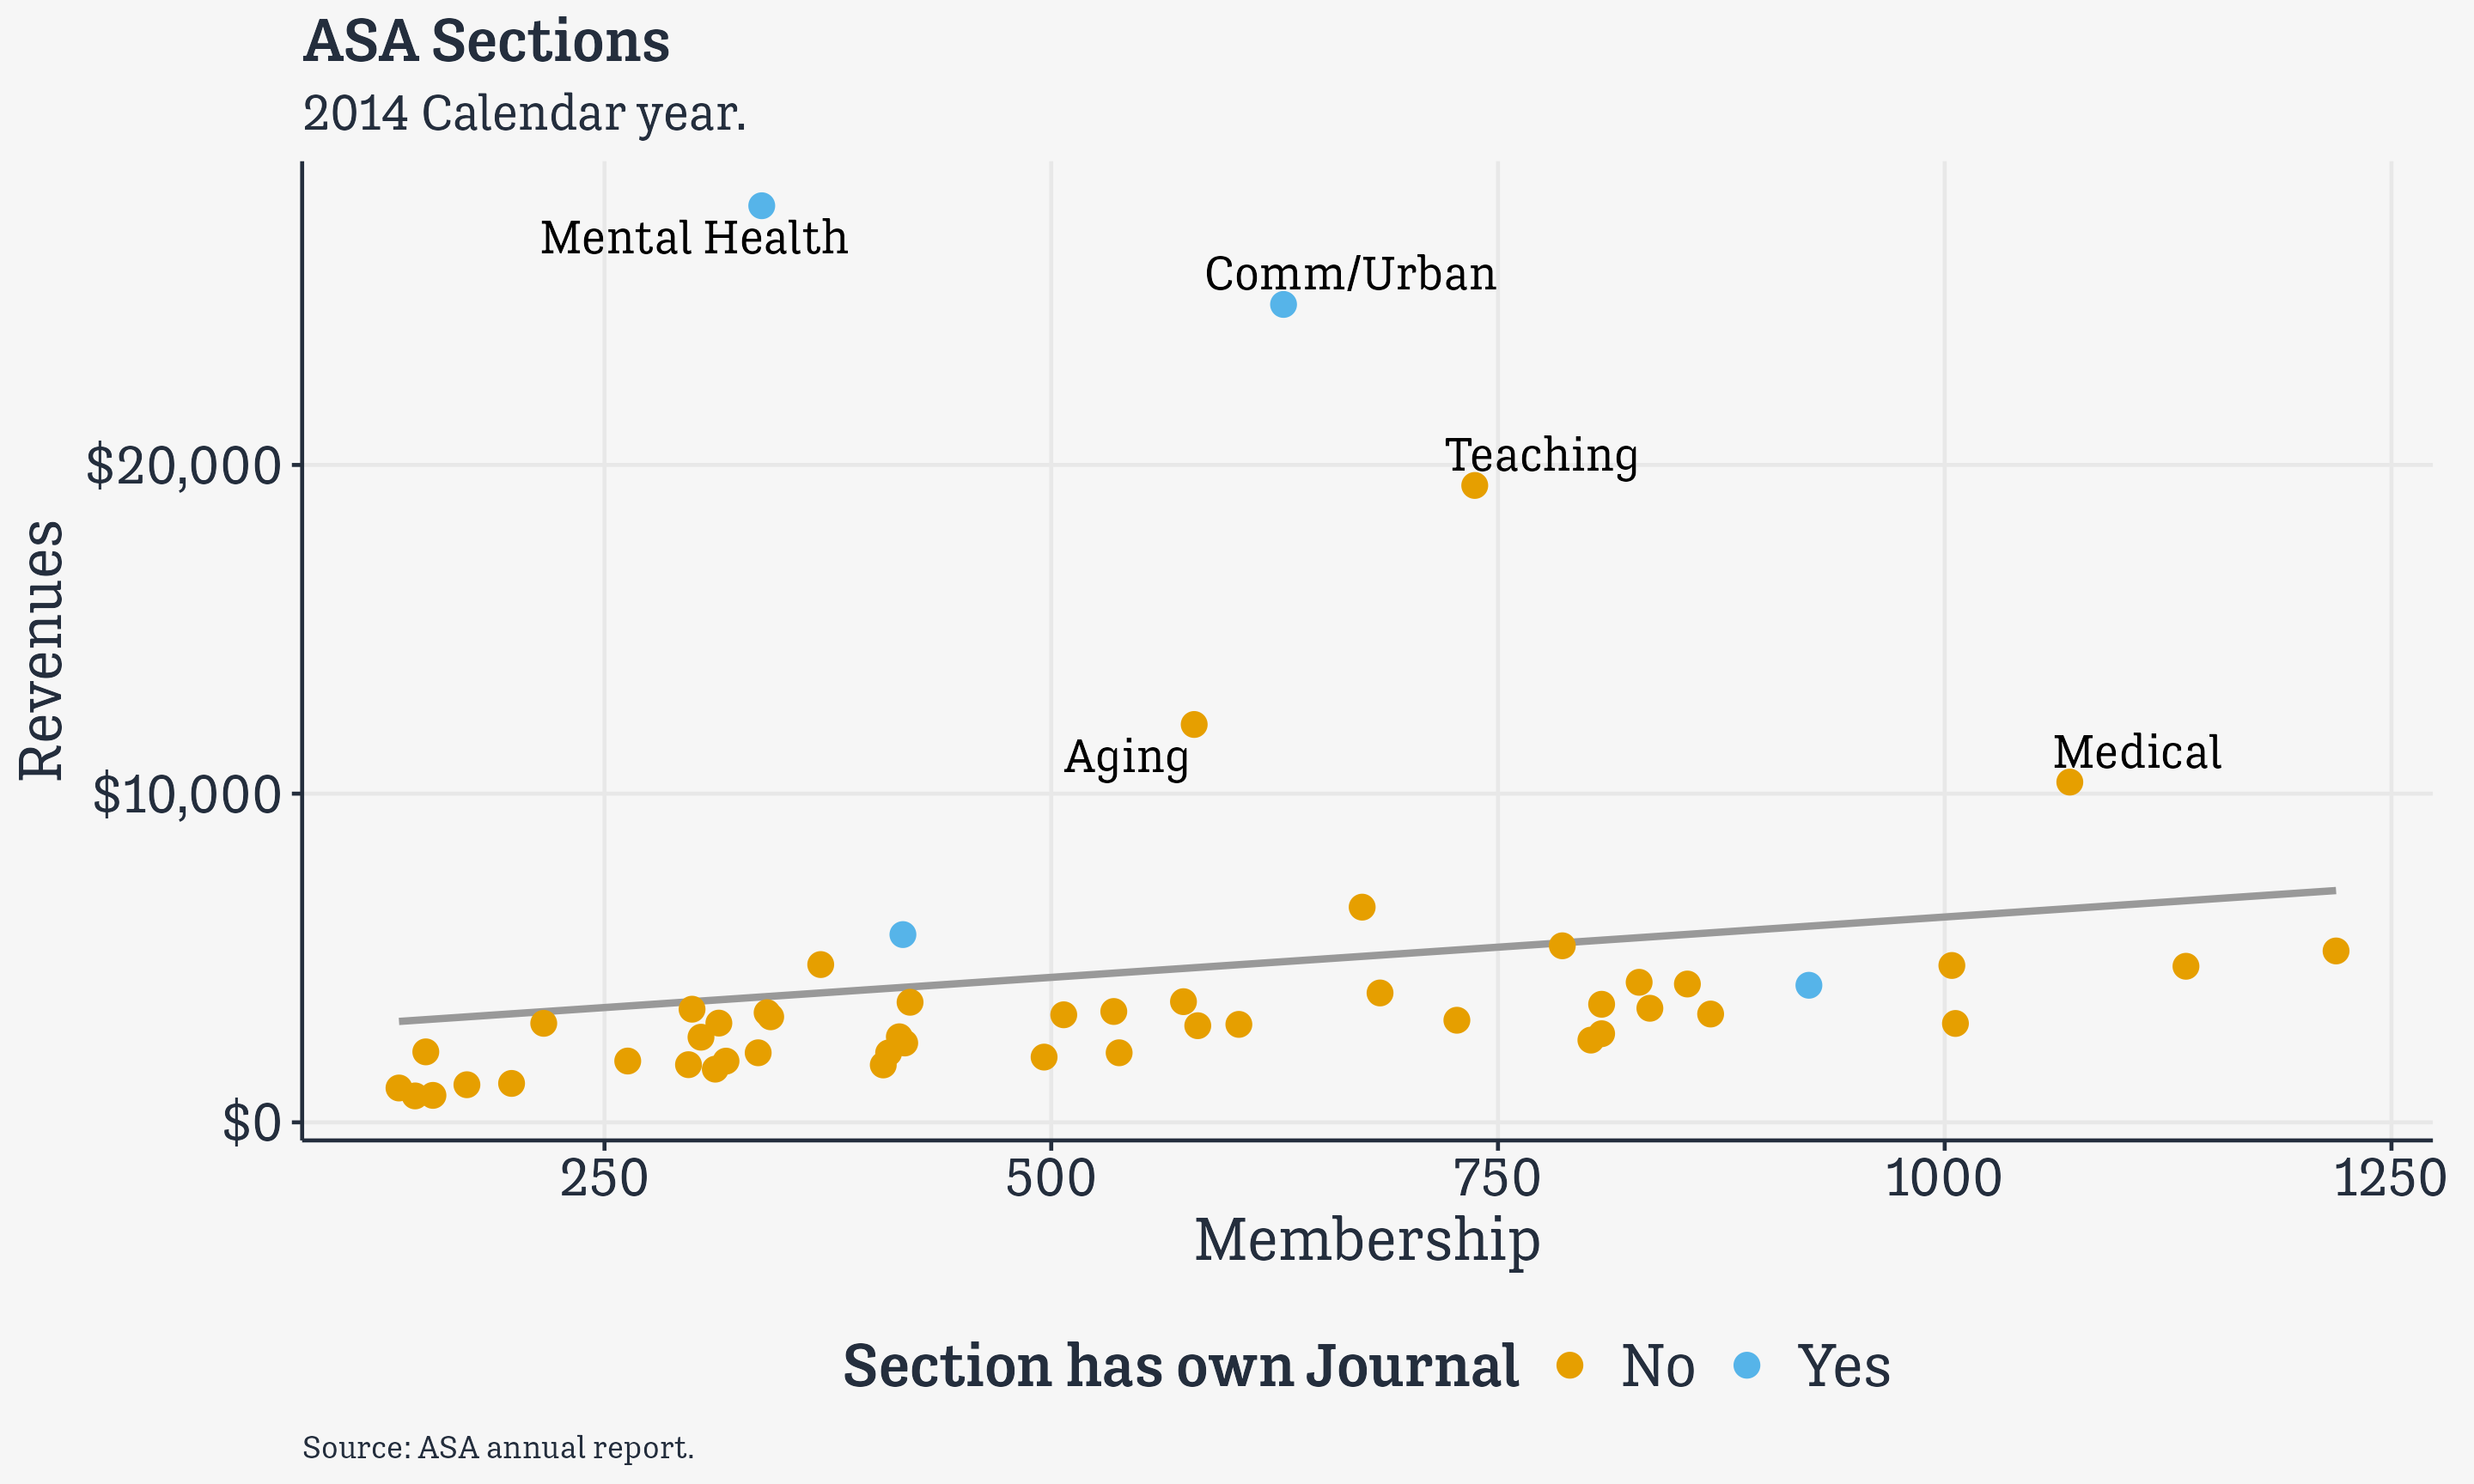 ASA Sections
2014 Calendar year.
Mental Health
Comm/Urban
Teaching
Aging
Medical
Revenues
$20,000
$10,000
$0
250 500 750 1000 1250
Membership
Section has own Journal No Yes
Source: ASA annual report.